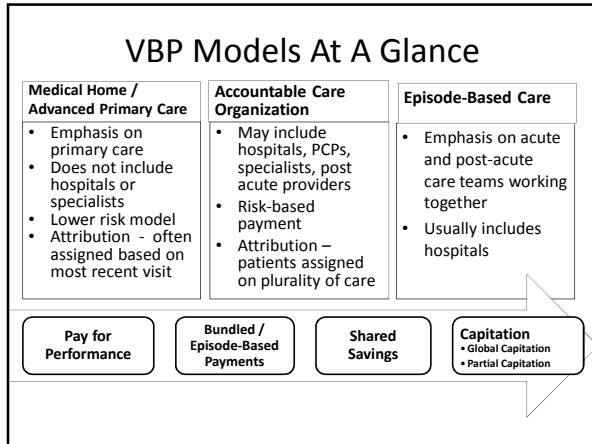 VBP Models At A Glance
Medical Home /
Advanced Primary Care
• Emphasis on
primary care
• Does not include
hospitals or
specialists
• Lower risk model
• Attribution - often
assigned based on
most recent visit
Accountable Care
Organization
• May include
hospitals, PCPs,
specialists, post
acute providers
• Risk-based
payment
• Attribution –
patients assigned
on plurality of care
Episode-Based Care
• Emphasis on acute
and post-acute
care teams working
together
• Usually includes
hospitals
Pay for
Performance
Bundled /
Episode-Based
Payments
Shared
Savings
Capitation
• Global Capitation
• Partial Capitation